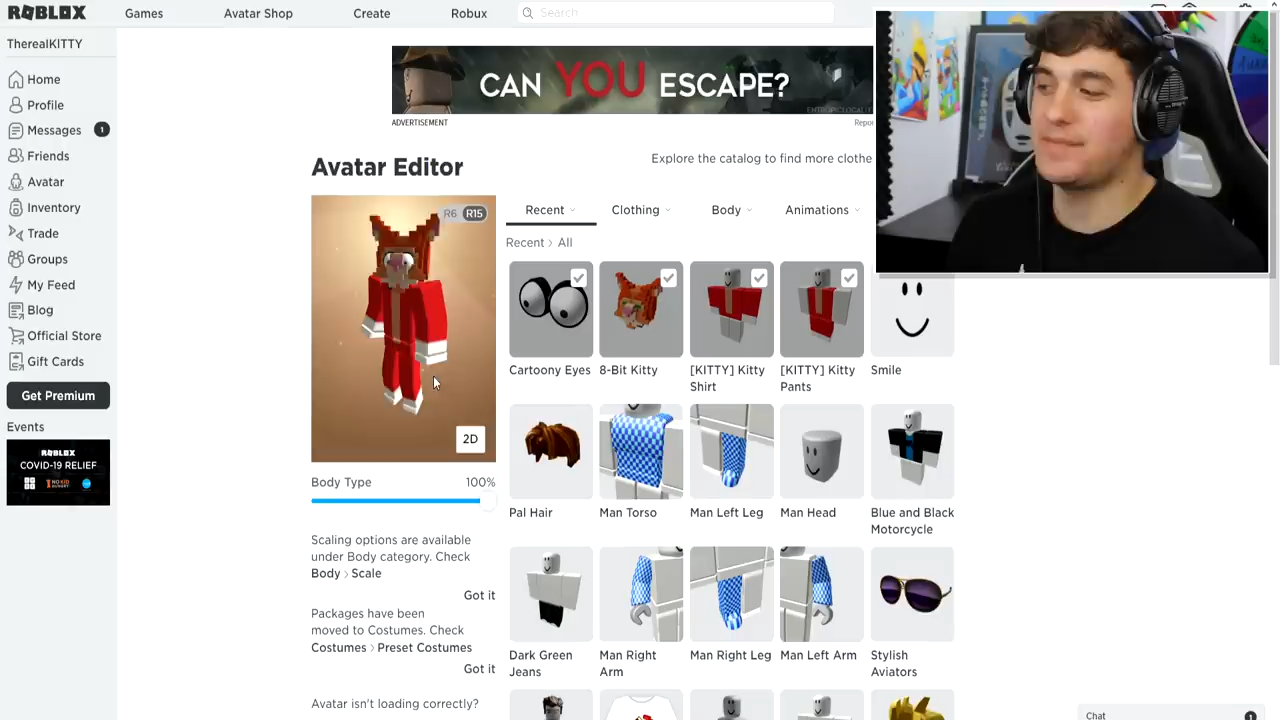 ROBLOX
Games
Avatar Shop
Create
Robux
Search
TherealKITTY
Home
Profile
Messages
1
Friends
Avatar
Inventory
Trade
Groups
My Feed
Blog
Official Store
Gift Cards
Get Premium
Events
ROBLOX
COVID-19 RELIEF
CAN YOU ESCAPE?
ADVERTISEMENT
Avatar Editor
Explore the catalog to find more clothe
R6 R15
2D
Body Type 100%
Scaling options are available
under Body category. Check
Body > Scale
Got it
Packages have been
moved to Costumes. Check
Costumes > Preset Costumes
Got it
Avatar isn't loading correctly?
Recent
Clothing
Body
Animations
Recent > All
Cartoony Eyes
8-Bit Kitty
[KITTY] Kitty
Shirt
[KITTY] Kitty
Pants
Smile
Pal Hair
Man Torso
Man Left Leg
Man Head
Blue and Black
Motorcycle
Dark Green
Jeans
Man Right
Arm
Man Right Leg
Man Left Arm
Stylish
Aviators
Chat
1